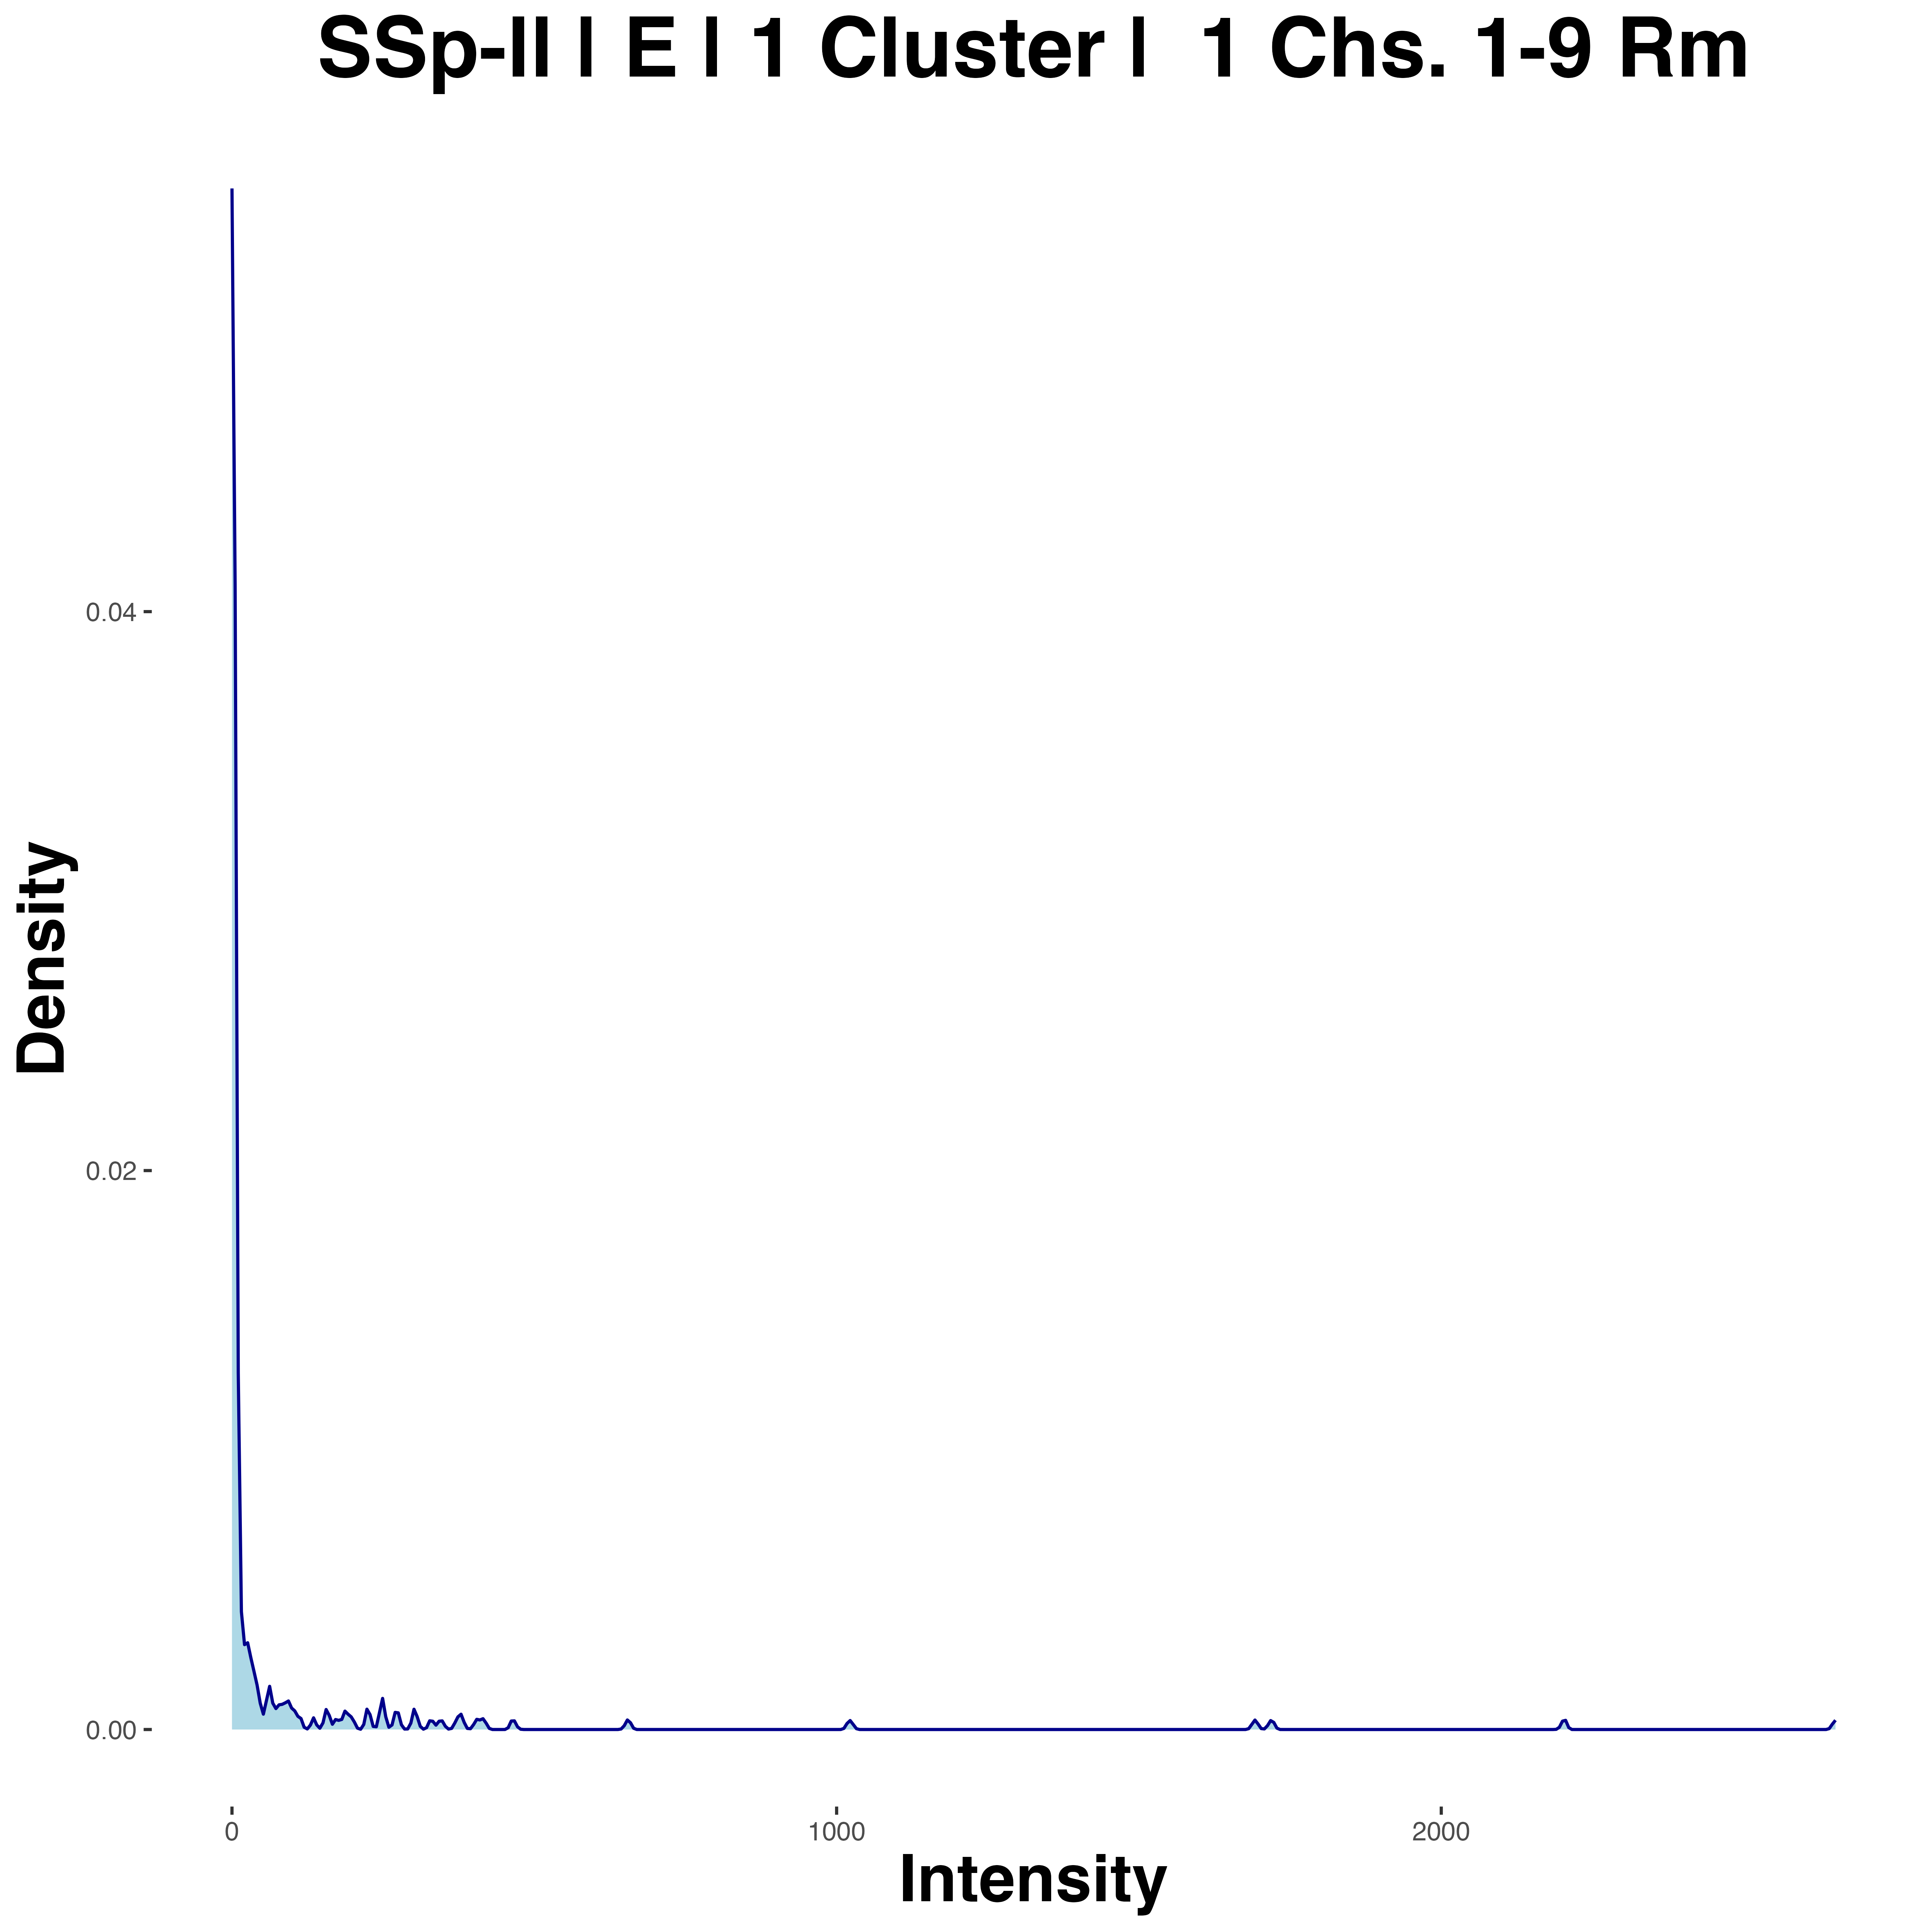 SSp-ll | E | 1 Cluster |  1 Chs. 1-9 Rm
Density
0.04
0.02
0.00
0
1000
2000
Intensity